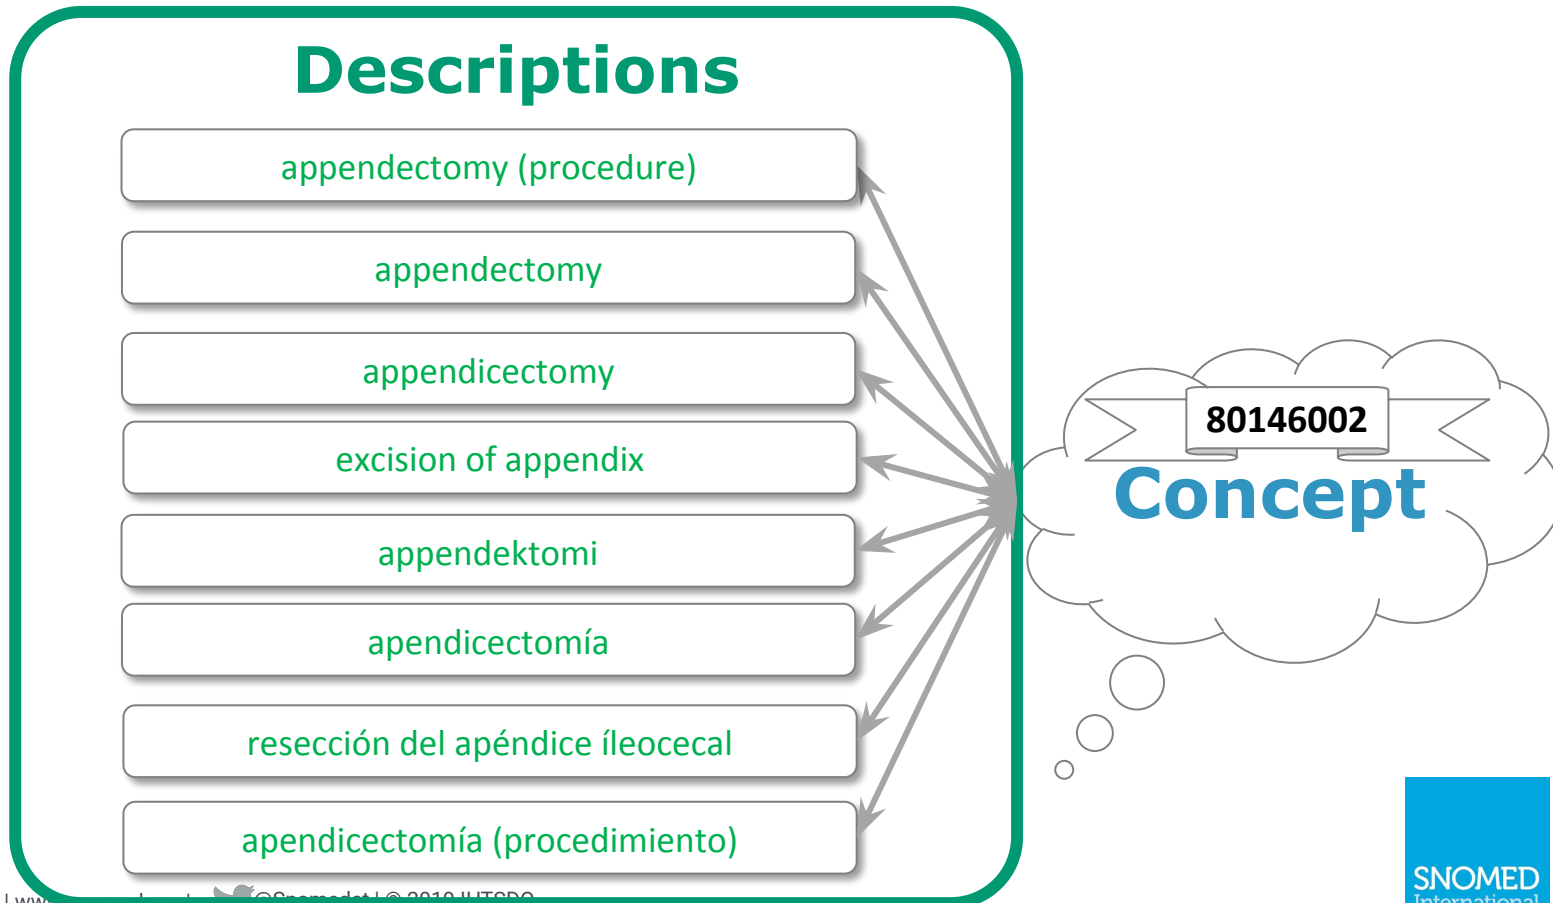 Descriptions
appendectomy (procedure)
appendectomy
appendicectomy
excision of appendix
appendektomi
apendicectomía
resección del apéndice íleocecal
apendicectomía (procedimiento)
80146002
Concept
SNOMED
International